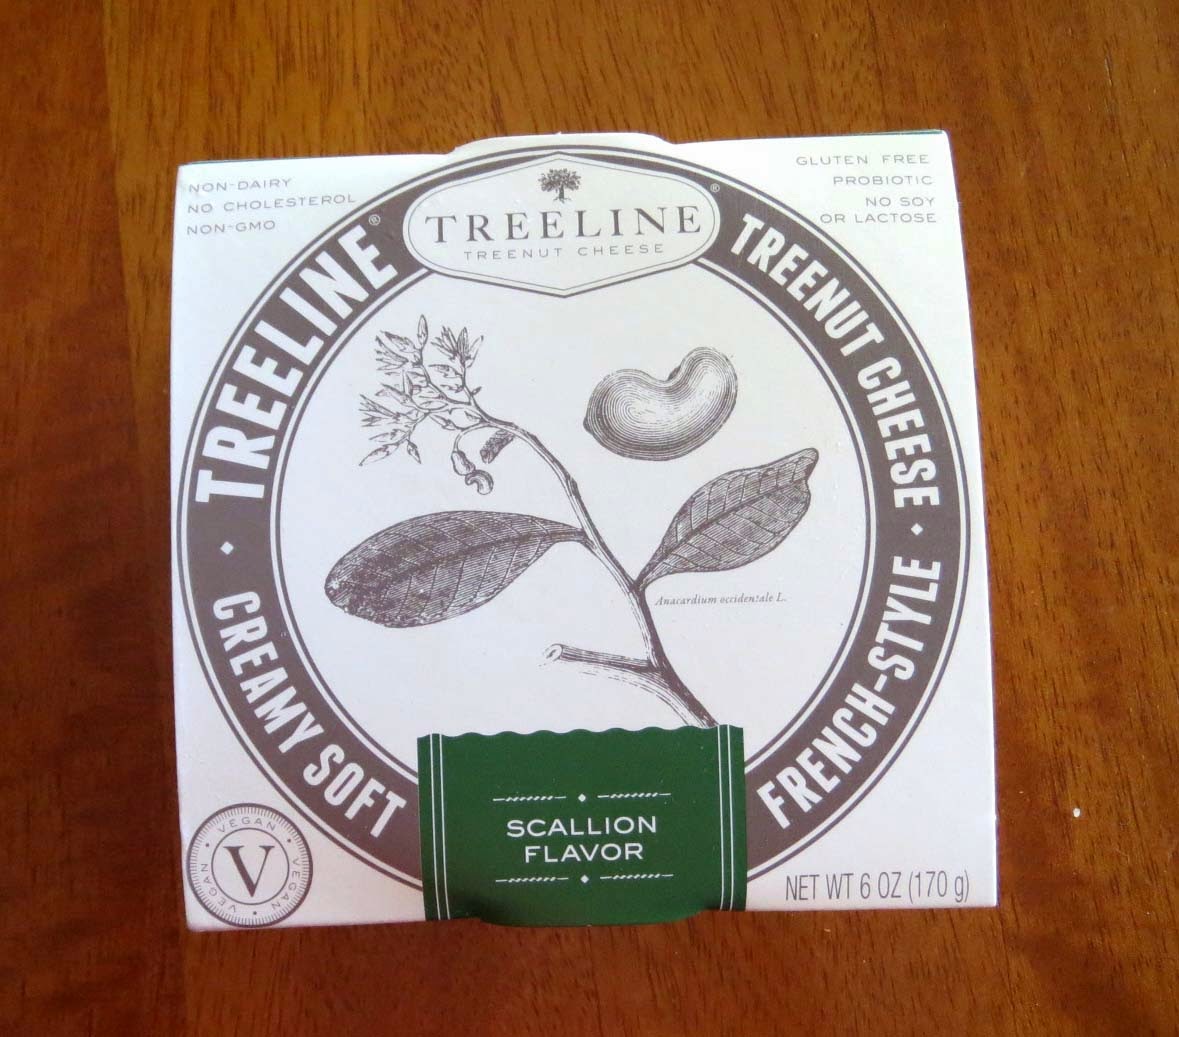 NON-DAIRY
NO CHOLESTEROL
NON-GMO
GLUTEN FREE
PROBIOTIC
NO SOY
OR LACTOSE
TREELINE®
TREENUT CHEESE
TREELINE® · CREAMY SOFT
TREENUT CHEESE · FRENCH-STYLE
Anacardium occidentale L.
SCALLION
FLAVOR
VEGAN · VEGAN · VEGAN ·
V
NET WT 6 OZ (170 g)